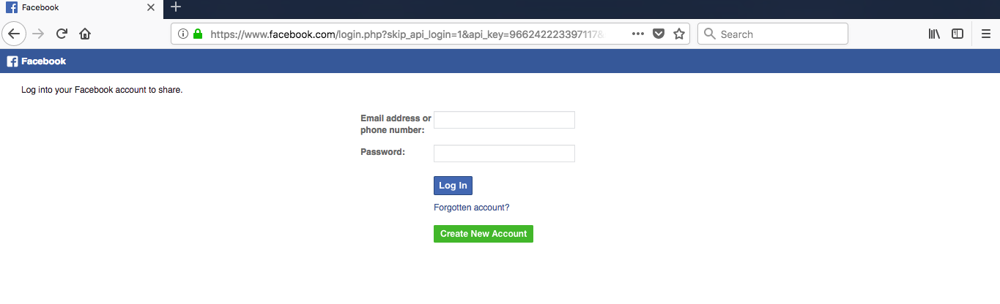 Facebook
https://www.facebook.com/login.php?skip_api_login=1&api_key=966242223397117&
Search
Facebook
Log into your Facebook account to share.
Email address or
phone number:
Password:
Log In
Forgotten account?
Create New Account